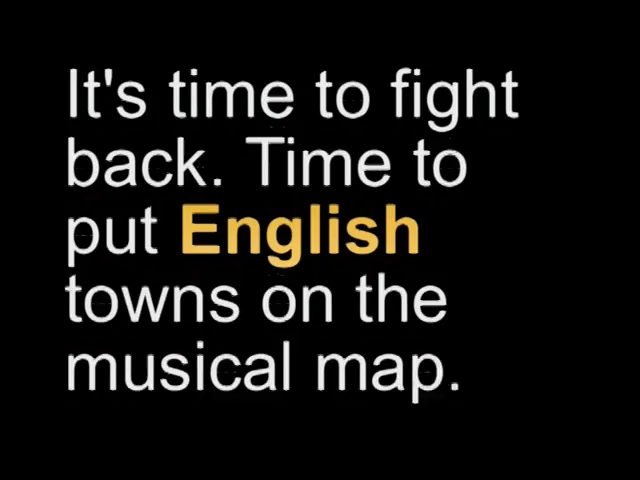 It's time to fight
back. Time to
put English
towns on the
musical map.